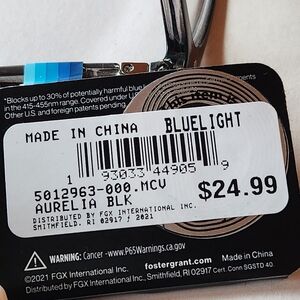 *Blocks up to 30% of potentially harmful blue
in the 415-455nm range. Covered under U.S.
Other U.S. and foreign patents pending.
MADE IN CHINA BLUELIGHT
1 93033 44905 9
5012963-000.MCV
AURELIA BLK
$24.99
DISTRIBUTED BY FGX INTERNATIONAL INC.
SMITHFIELD, RI 02917 / 2021
WARNING: Cancer -www.P65Warnings.ca.gov
fostergrant.com
©2021 FGX International Inc. Made in China
Distributed by FGX International Inc., Smithfield, RI 02917 Cert. Conn SGSTD 40.